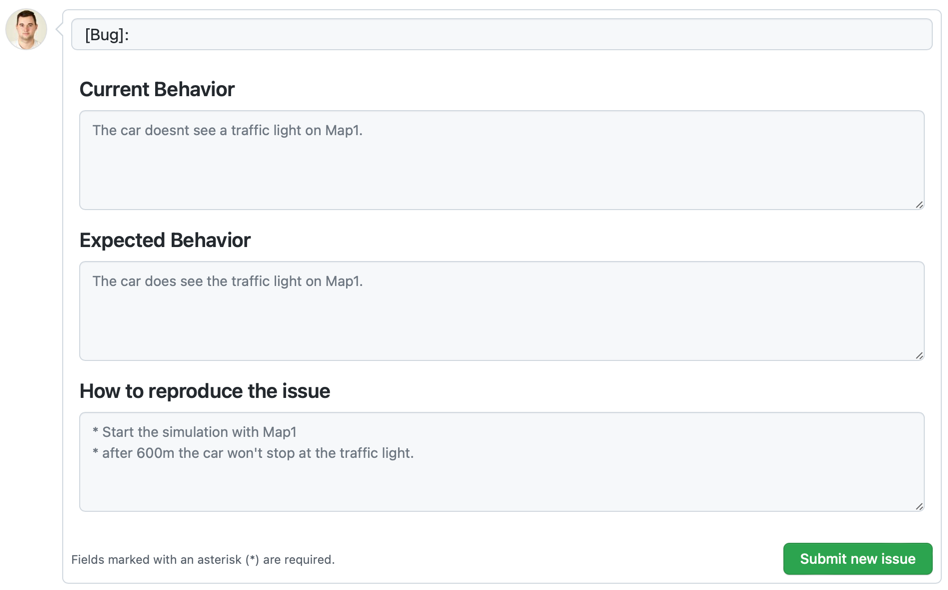 [Bug]:
Current Behavior
The car doesnt see a traffic light on Map1.
Expected Behavior
The car does see the traffic light on Map1.
How to reproduce the issue
* Start the simulation with Map1
* after 600m the car won't stop at the traffic light.
Fields marked with an asterisk (*) are required.
Submit new issue